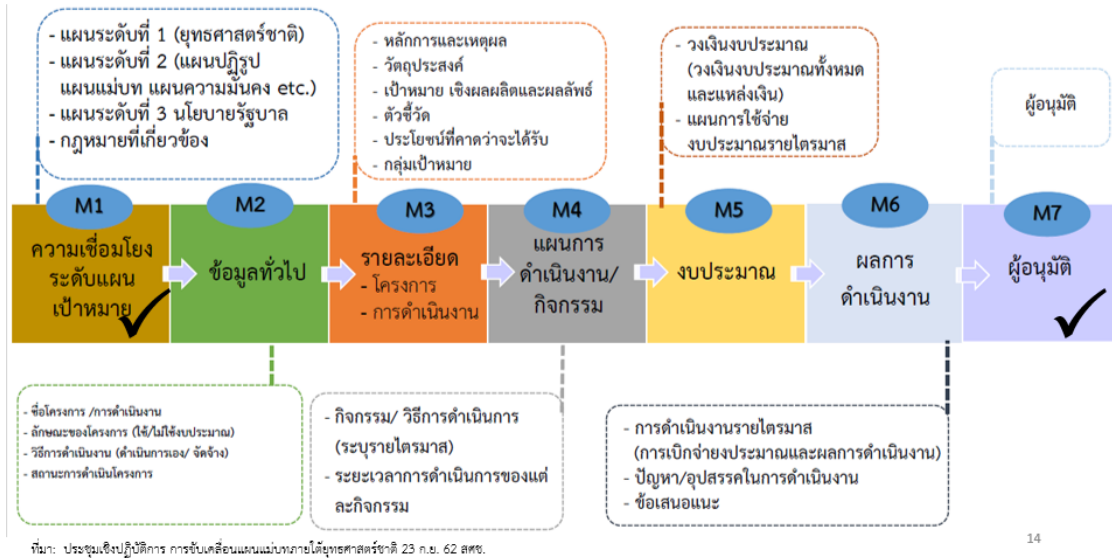 - แผนระดับที่ 1 (ยุทธศาสตร์ชาติ)
- แผนระดับที่ 2 (แผนปฏิรูป
แผนแม่บท แผนความมั่นคง etc.)
- แผนระดับที่ 3 นโยบายรัฐบาล
- กฎหมายที่เกี่ยวข้อง
- หลักการและเหตุผล
- วัตถุประสงค์
- เป้าหมาย เชิงผลผลิตและผลลัพธ์
- ตัวชี้วัด
- ประโยชน์ที่คาดว่าจะได้รับ
- กลุ่มเป้าหมาย
- วงเงินงบประมาณ
(วงเงินงบประมาณทั้งหมด
และแหล่งเงิน)
- แผนการใช้จ่าย
งบประมาณรายไตรมาส
ผู้อนุมัติ
M1
ความเชื่อมโยง
ระดับแผน
เป้าหมาย
M2
ข้อมูลทั่วไป
M3
รายละเอียด
- โครงการ
- การดำเนินงาน
M4
แผนการ
ดำเนินงาน/
กิจกรรม
M5
งบประมาณ
M6
ผลการ
ดำเนินงาน
M7
ผู้อนุมัติ
- ชื่อโครงการ /การดำเนินงาน
- ลักษณะของโครงการ (ใช้/ไม่ใช้งบประมาณ)
- วิธีการดำเนินงาน (ดำเนินการเอง/ จัดจ้าง)
- สถานะการดำเนินโครงการ
- กิจกรรม/ วิธีการดำเนินการ
(ระบุรายไตรมาส)
- ระยะเวลาการดำเนินการของแต่
ละกิจกรรม
- การดำเนินงานรายไตรมาส
(การเบิกจ่ายงบประมาณและผลการดำเนินงาน)
- ปัญหา/อุปสรรคในการดำเนินงาน
- ข้อเสนอแนะ
14
ที่มา: ประชุมเชิงปฏิบัติการ การขับเคลื่อนแผนแม่บทภายใต้ยุทธศาสตร์ชาติ 23 ก.ย. 62 สศช.